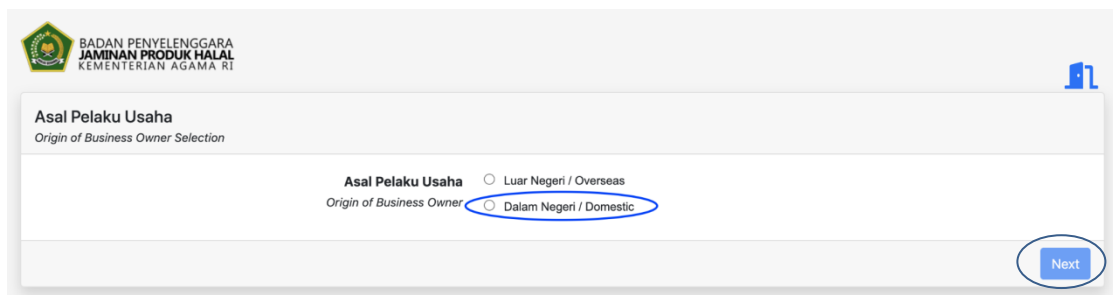 BADAN PENYELENGGARA
JAMINAN PRODUK HALAL
KEMENTERIAN AGAMA RI
Asal Pelaku Usaha
Origin of Business Owner Selection
Asal Pelaku Usaha
Luar Negeri / Overseas
Origin of Business Owner
Dalam Negeri / Domestic
Next